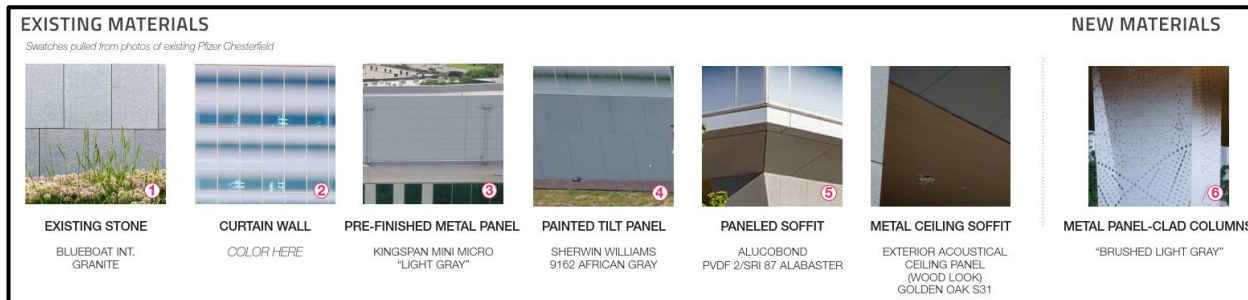 EXISTING MATERIALS
Swatches pulled from photos of existing Pfizer Chesterfield
NEW MATERIALS
1
2
3
4
5
6
EXISTING STONE
BLUEBOAT INT.
GRANITE
CURTAIN WALL
COLOR HERE
PRE-FINISHED METAL PANEL
KINGSPAN MINI MICRO
“LIGHT GRAY”
PAINTED TILT PANEL
SHERWIN WILLIAMS
9162 AFRICAN GRAY
PANELED SOFFIT
ALUCOBOND
PVDF 2/SRI 87 ALABASTER
METAL CEILING SOFFIT
EXTERIOR ACOUSTICAL
CEILING PANEL
(WOOD LOOK)
GOLDEN OAK S31
METAL PANEL-CLAD COLUMNS
“BRUSHED LIGHT GRAY”